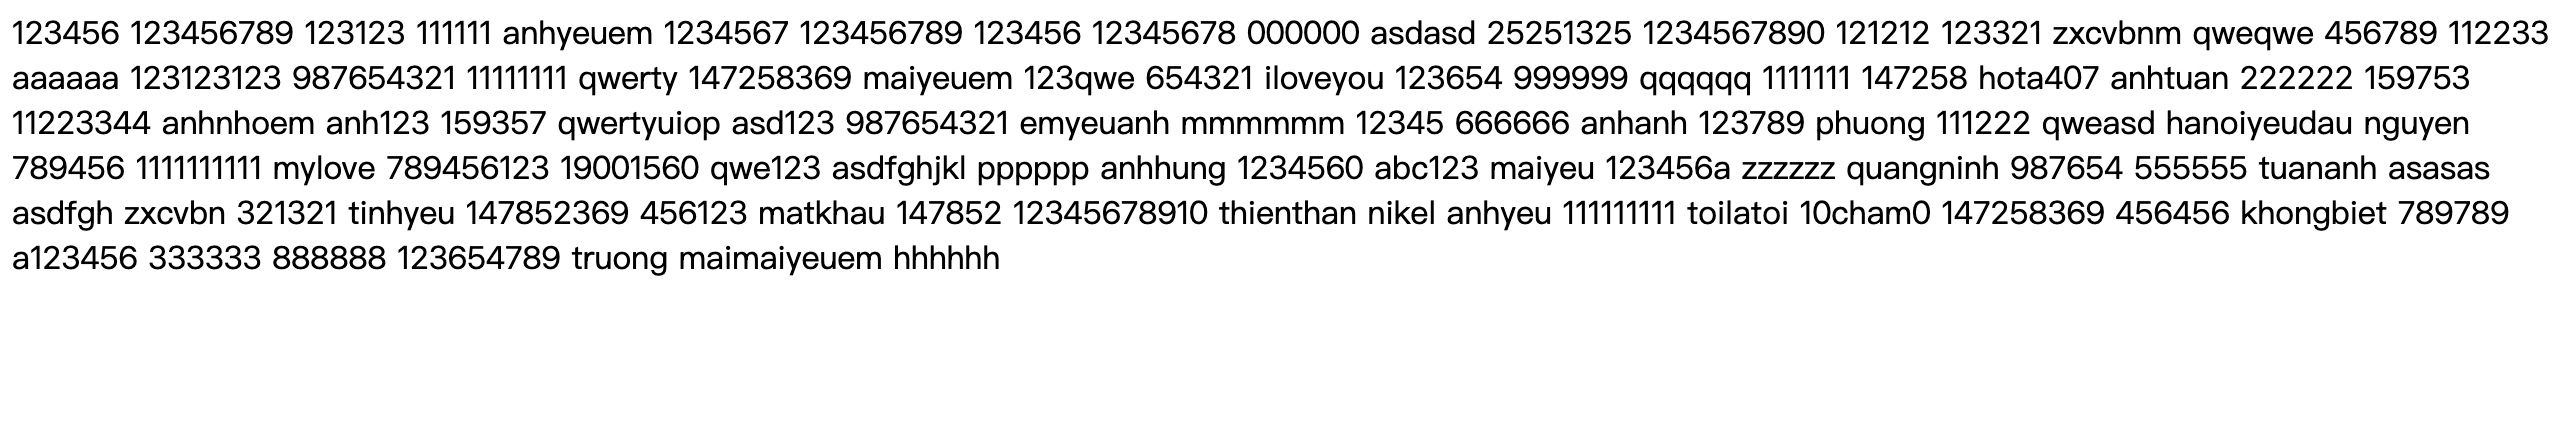 123456 123456789 123123 111111 anhyeuem 1234567 123456789 123456 12345678 000000 asdasd 25251325 1234567890 121212 123321 zxcvbnm qweqwe 456789 112233
aaaaaa 123123123 987654321 11111111 qwerty 147258369 maiyeuem 123qwe 654321 iloveyou 123654 999999 qqqqqq 1111111 147258 hota407 anhtuan 222222 159753
11223344 anhnhoem anh123 159357 qwertyuiop asd123 987654321 emyeuanh mmmmmm 12345 666666 anhanh 123789 phuong 111222 qweasd hanoiyeudau nguyen
789456 1111111111 mylove 789456123 19001560 qwe123 asdfghjkl pppppp anhhung 1234560 abc123 maiyeu 123456a zzzzzz quangninh 987654 555555 tuananh asasas
asdfgh zxcvbn 321321 tinhyeu 147852369 456123 matkhau 147852 12345678910 thienthan nikel anhyeu 111111111 toilatoi 10cham0 147258369 456456 khongbiet 789789
a123456 333333 888888 123654789 truong maimaiyeuem hhhhhh